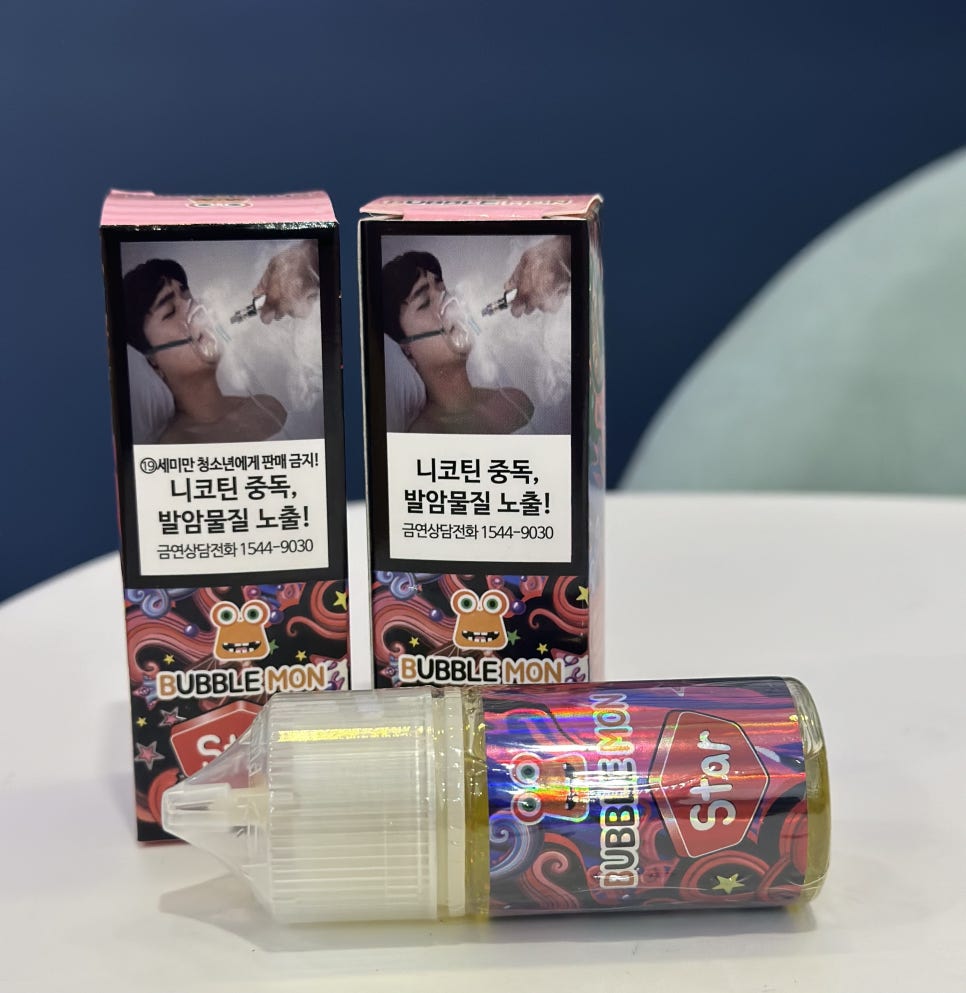 ⑲세미만 청소년에게 판매 금지!
니코틴 중독,
발암물질 노출!
금연상담전화 1544-9030
BUBBLE MON
니코틴 중독,
발암물질 노출!
금연상담전화 1544-9030
BUBBLE MON
BUBBLE MON
Star